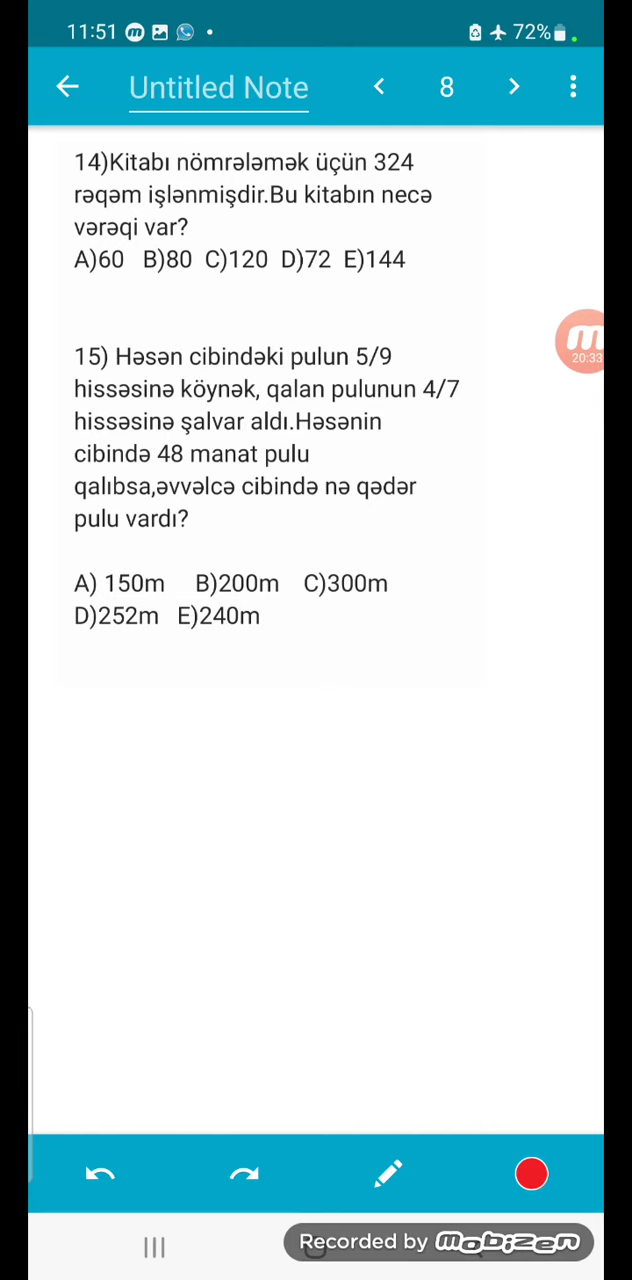 11:51 72%
Untitled Note < 8 >
14)Kitabı nömrələmək üçün 324
rəqəm işlənmişdir.Bu kitabın necə
vərəqi var?
A)60 B)80 C)120 D)72 E)144
m
20:33
15) Həsən cibindəki pulun 5/9
hissəsinə köynək, qalan pulunun 4/7
hissəsinə şalvar aldı.Həsənin
cibində 48 manat pulu
qalıbsa,əvvəlcə cibində nə qədər
pulu vardı?
A) 150m B)200m C)300m
D)252m E)240m
Recorded by mobizen